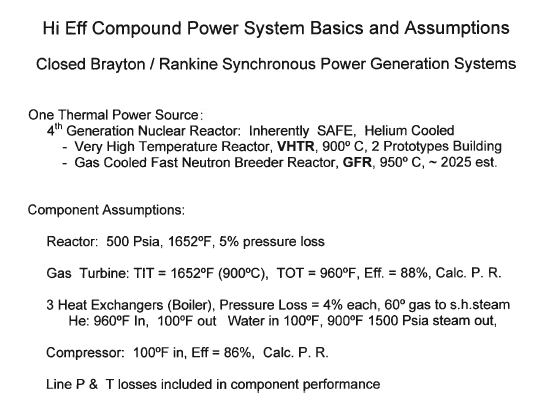 Hi Eff Compound Power System Basics and Assumptions
Closed Brayton / Rankine Synchronous Power Generation Systems
One Thermal Power Source:
4th Generation Nuclear Reactor: Inherently SAFE, Helium Cooled
- Very High Temperature Reactor, VHTR, 900º C, 2 Prototypes Building
- Gas Cooled Fast Neutron Breeder Reactor, GFR, 950º C, ~ 2025 est.
Component Assumptions:
Reactor: 500 Psia, 1652ºF, 5% pressure loss
Gas Turbine: TIT = 1652ºF (900ºC), TOT = 960ºF, Eff. = 88%, Calc. P. R.
3 Heat Exchangers (Boiler), Pressure Loss = 4% each, 60º gas to s.h.steam
He: 960ºF In, 100ºF out Water in 100ºF, 900ºF 1500 Psia steam out,
Compressor: 100ºF in, Eff = 86%, Calc. P. R.
Line P & T losses included in component performance